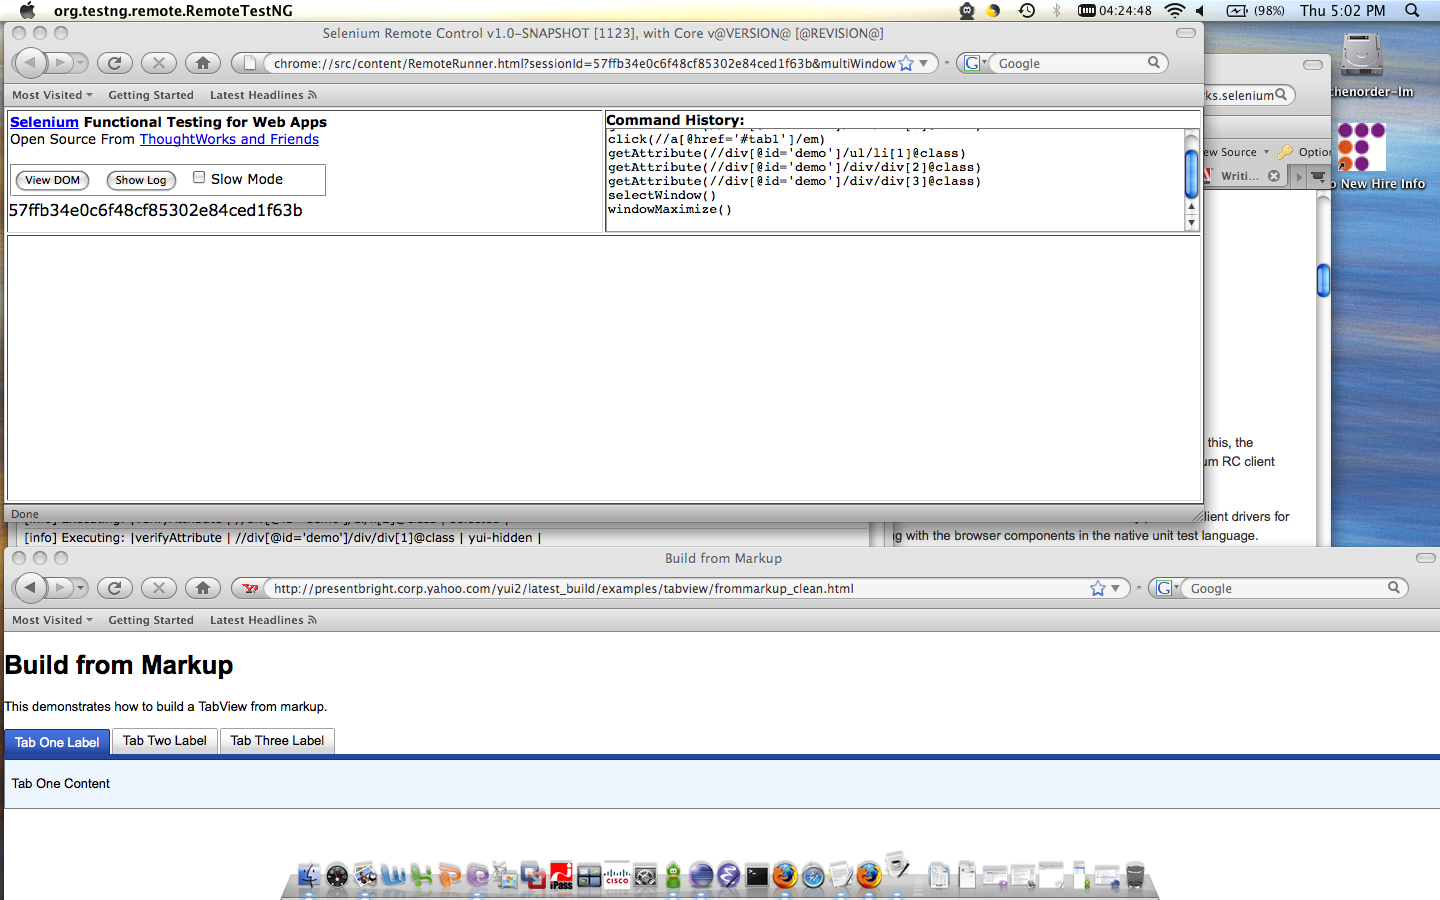 org.testng.remote.RemoteTestNG
04:24:48
(98%)
Thu 5:02 PM
Selenium Remote Control v1.0-SNAPSHOT [1123], with Core v@VERSION@ [@REVISION@]
chrome://src/content/RemoteRunner.html?sessionId=57ffb34e0c6f48cf85302e84ced1f63b&multiWindow
Google
Most Visited
Getting Started
Latest Headlines
Selenium Functional Testing for Web Apps
Open Source From ThoughtWorks and Friends
View DOM
Show Log
Slow Mode
57ffb34e0c6f48cf85302e84ced1f63b
Command History:
click(//a[@href='#tab1']/em)
getAttribute(//div[@id='demo']/ul/li[1]@class)
getAttribute(//div[@id='demo']/div/div[2]@class)
getAttribute(//div[@id='demo']/div/div[3]@class)
selectWindow()
windowMaximize()
Done
ks.selenium
ew Source
Option
Writi...
henorder-lm
o New Hire Info
this, the
um RC client
lient drivers for
g with the browser components in the native unit test language.
[info] Executing: |verifyAttribute | //div[@id='demo']/div/div[1]@class | yui-hidden |
Build from Markup
http://presentbright.corp.yahoo.com/yui2/latest_build/examples/tabview/frommarkup_clean.html
Google
Most Visited
Getting Started
Latest Headlines
Build from Markup
This demonstrates how to build a TabView from markup.
Tab One Label
Tab Two Label
Tab Three Label
Tab One Content
iPass
CISCO